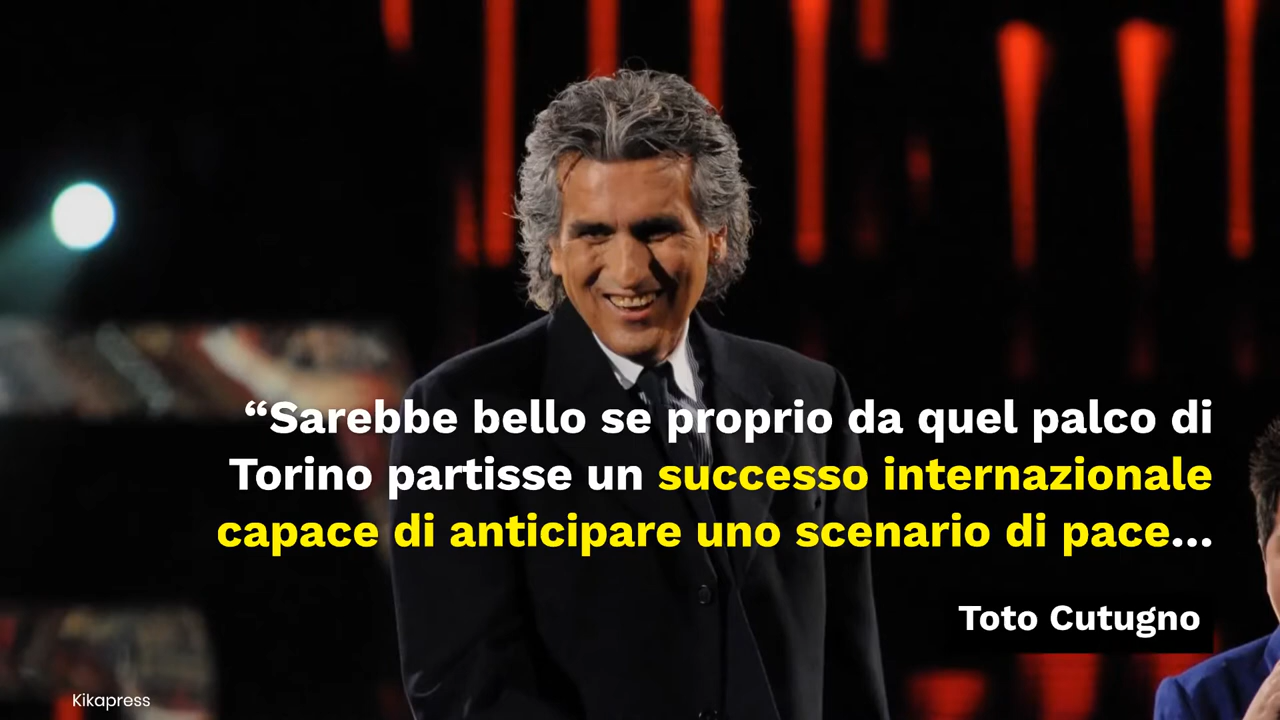 “Sarebbe bello se proprio da quel palco di
Torino partisse un successo internazionale
capace di anticipare uno scenario di pace...
Toto Cutugno
Kikapress